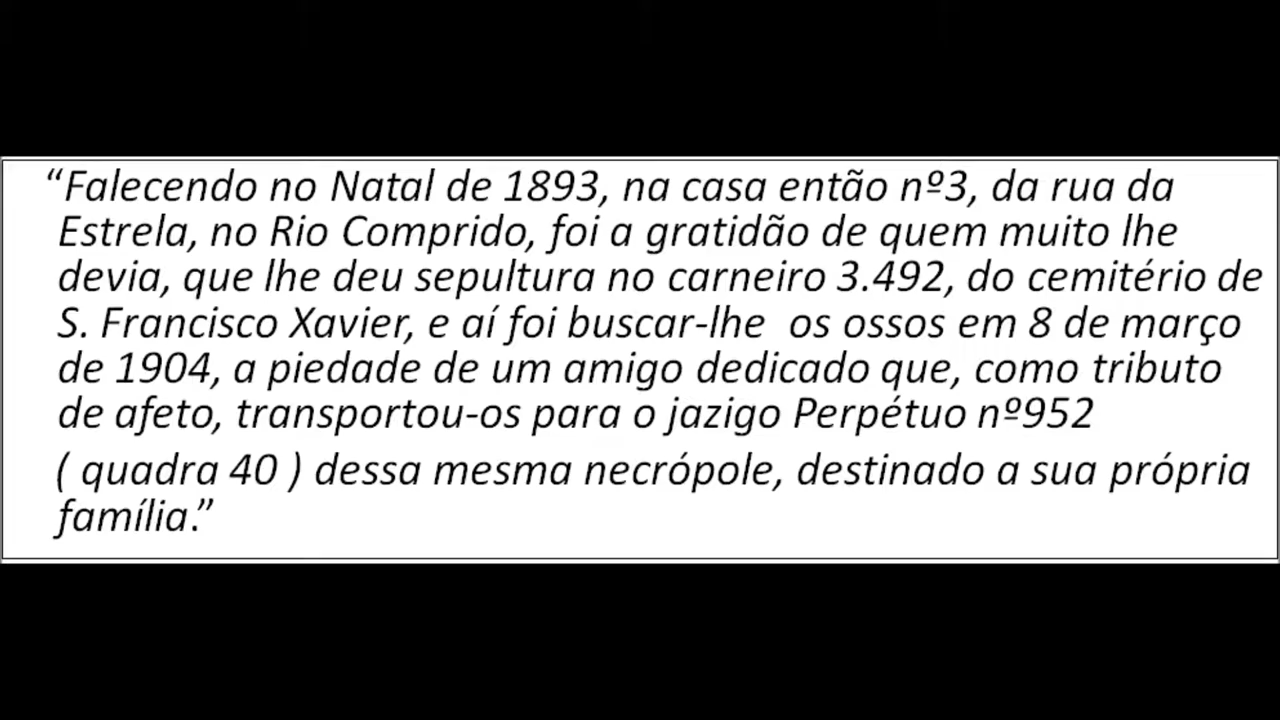 “Falecendo no Natal de 1893, na casa então nº3, da rua da
Estrela, no Rio Comprido, foi a gratidão de quem muito lhe
devia, que lhe deu sepultura no carneiro 3.492, do cemitério de
S. Francisco Xavier, e aí foi buscar-lhe  os ossos em 8 de março
de 1904, a piedade de um amigo dedicado que, como tributo
de afeto, transportou-os para o jazigo Perpétuo nº952
( quadra 40 ) dessa mesma necrópole, destinado a sua própria
família.”